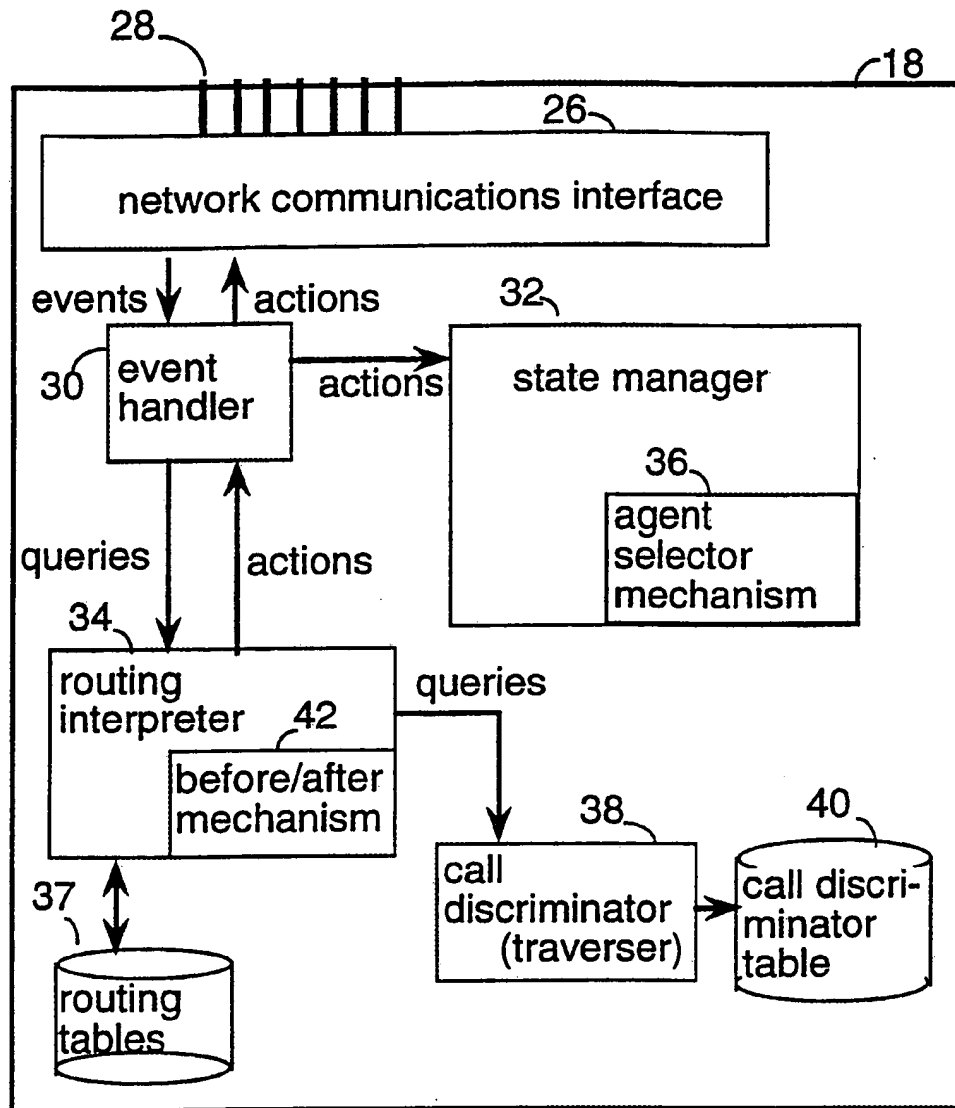 28
18
26
network communications interface
events
actions
32
30
event
handler
actions
state manager
36
agent
selector
mechanism
queries
actions
34
routing
interpreter
queries
42
before/after
mechanism
38
40
call
discriminator
(traverser)
call discri-
minator
table
37
routing
tables